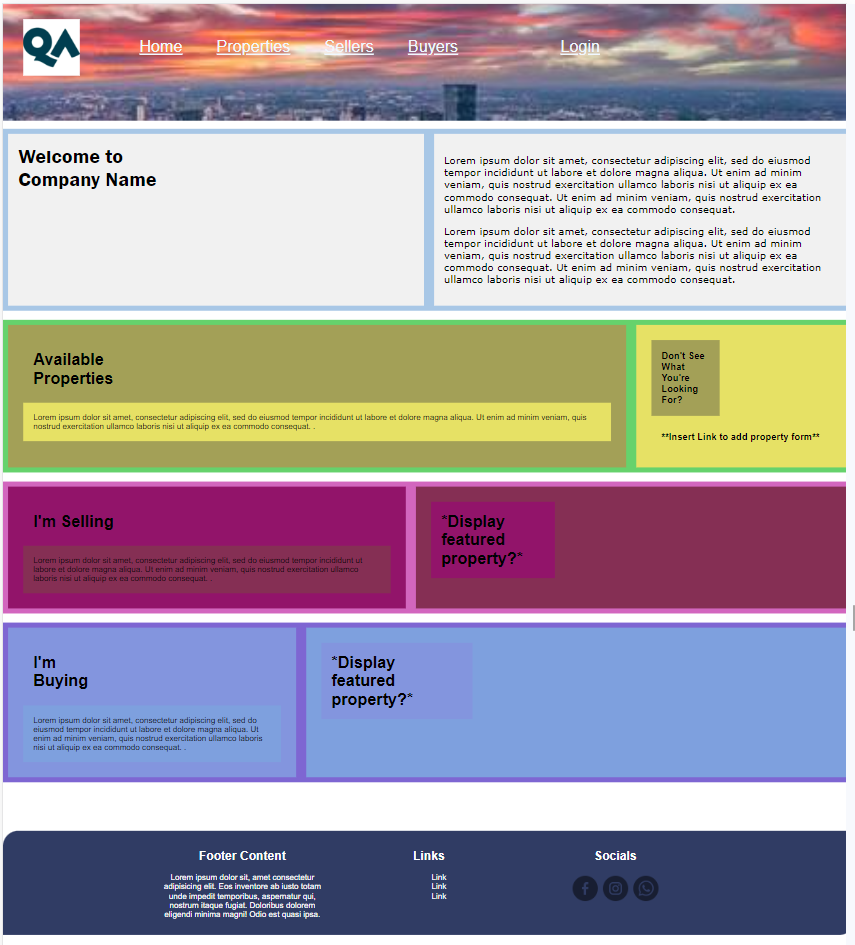 QA
Home Properties Sellers Buyers Login
Welcome to
Company Name
Lorem ipsum dolor sit amet, consectetur adipiscing elit, sed do eiusmod
tempor incididunt ut labore et dolore magna aliqua. Ut enim ad minim
veniam, quis nostrud exercitation ullamco laboris nisi ut aliquip ex ea
commodo consequat. Ut enim ad minim veniam, quis nostrud exercitation
ullamco laboris nisi ut aliquip ex ea commodo consequat.
Lorem ipsum dolor sit amet, consectetur adipiscing elit, sed do eiusmod
tempor incididunt ut labore et dolore magna aliqua. Ut enim ad minim
veniam, quis nostrud exercitation ullamco laboris nisi ut aliquip ex ea
commodo consequat. Ut enim ad minim veniam, quis nostrud exercitation
ullamco laboris nisi ut aliquip ex ea commodo consequat.
Available
Properties
Lorem ipsum dolor sit amet, consectetur adipiscing elit, sed do eiusmod tempor incididunt ut labore et dolore magna aliqua. Ut enim ad minim veniam, quis
nostrud exercitation ullamco laboris nisi ut aliquip ex ea commodo consequat. .
Don't See
What
You're
Looking
For?
**Insert Link to add property form**
I'm Selling
Lorem ipsum dolor sit amet, consectetur adipiscing elit, sed do eiusmod tempor incididunt ut
labore et dolore magna aliqua. Ut enim ad minim veniam, quis nostrud exercitation ullamco
laboris nisi ut aliquip ex ea commodo consequat. .
*Display
featured
property?*
I'm
Buying
Lorem ipsum dolor sit amet, consectetur adipiscing elit, sed do
eiusmod tempor incididunt ut labore et dolore magna aliqua. Ut
enim ad minim veniam, quis nostrud exercitation ullamco laboris
nisi ut aliquip ex ea commodo consequat. .
*Display
featured
property?*
Footer Content
Lorem ipsum dolor sit, amet consectetur
adipisicing elit. Eos inventore ab iusto totam
unde impedit temporibus, aspernatur qui,
nostrum itaque fugiat. Doloribus dolorem
eligendi minima magni! Odio est quasi ipsa.
Links
Link
Link
Link
Socials